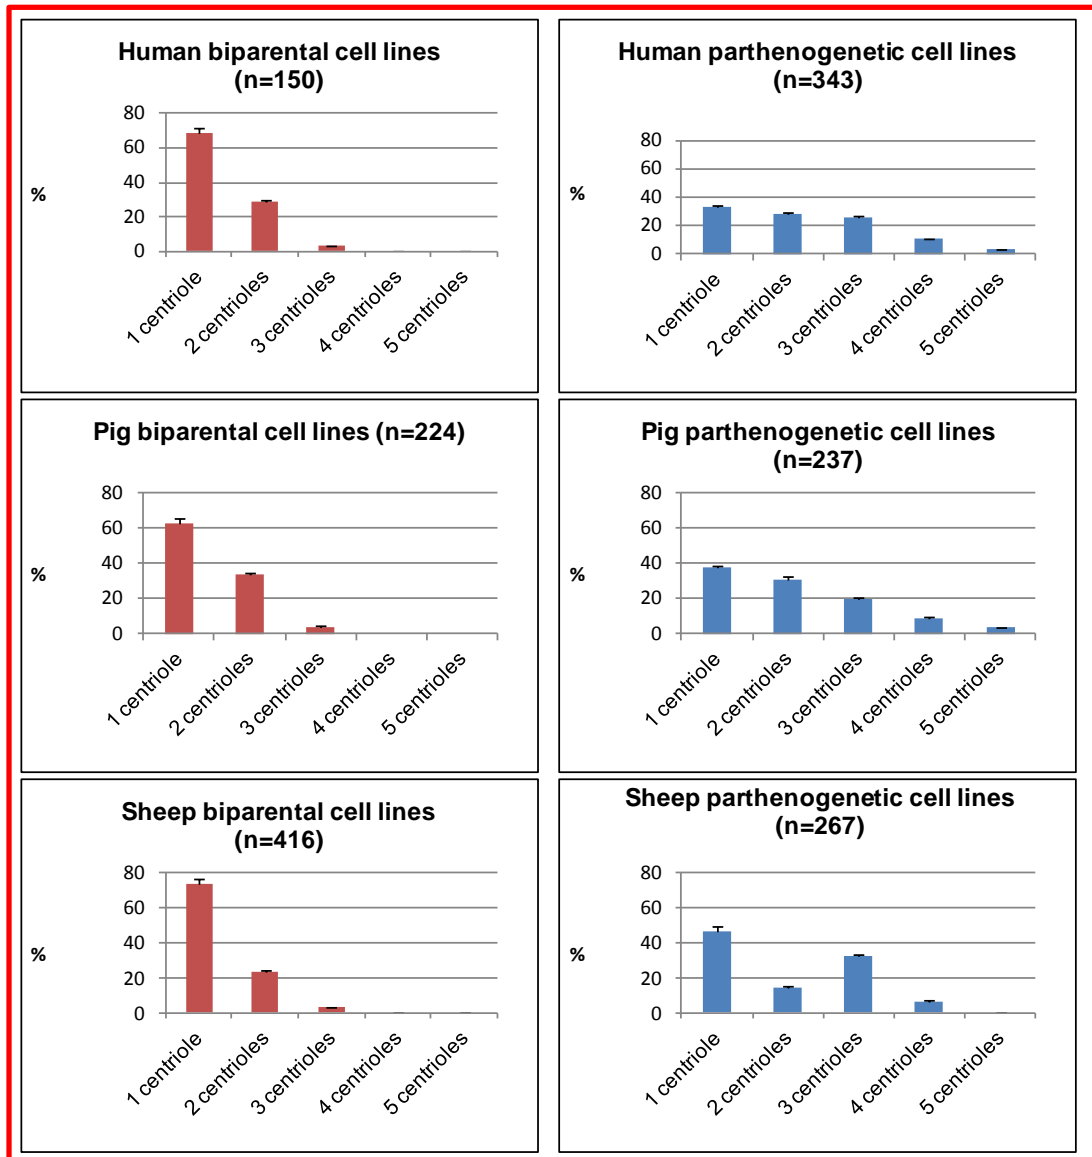 Human biparental cell lines
(n=150)
80
60
40
20
0
%
1 centriole
2 centrioles
3 centrioles
4 centrioles
5 centrioles
Human parthenogenetic cell lines
(n=343)
80
60
40
20
0
%
1 centriole
2 centrioles
3 centrioles
4 centrioles
5 centrioles
Pig biparental cell lines (n=224)
80
60
40
20
0
%
1 centriole
2 centrioles
3 centrioles
4 centrioles
5 centrioles
Pig parthenogenetic cell lines
(n=237)
80
60
40
20
0
%
1 centriole
2 centrioles
3 centrioles
4 centrioles
5 centrioles
Sheep biparental cell lines
(n=416)
80
60
40
20
0
%
1 centriole
2 centrioles
3 centrioles
4 centrioles
5 centrioles
Sheep parthenogenetic cell lines
(n=267)
80
60
40
20
0
%
1 centriole
2 centrioles
3 centrioles
4 centrioles
5 centrioles